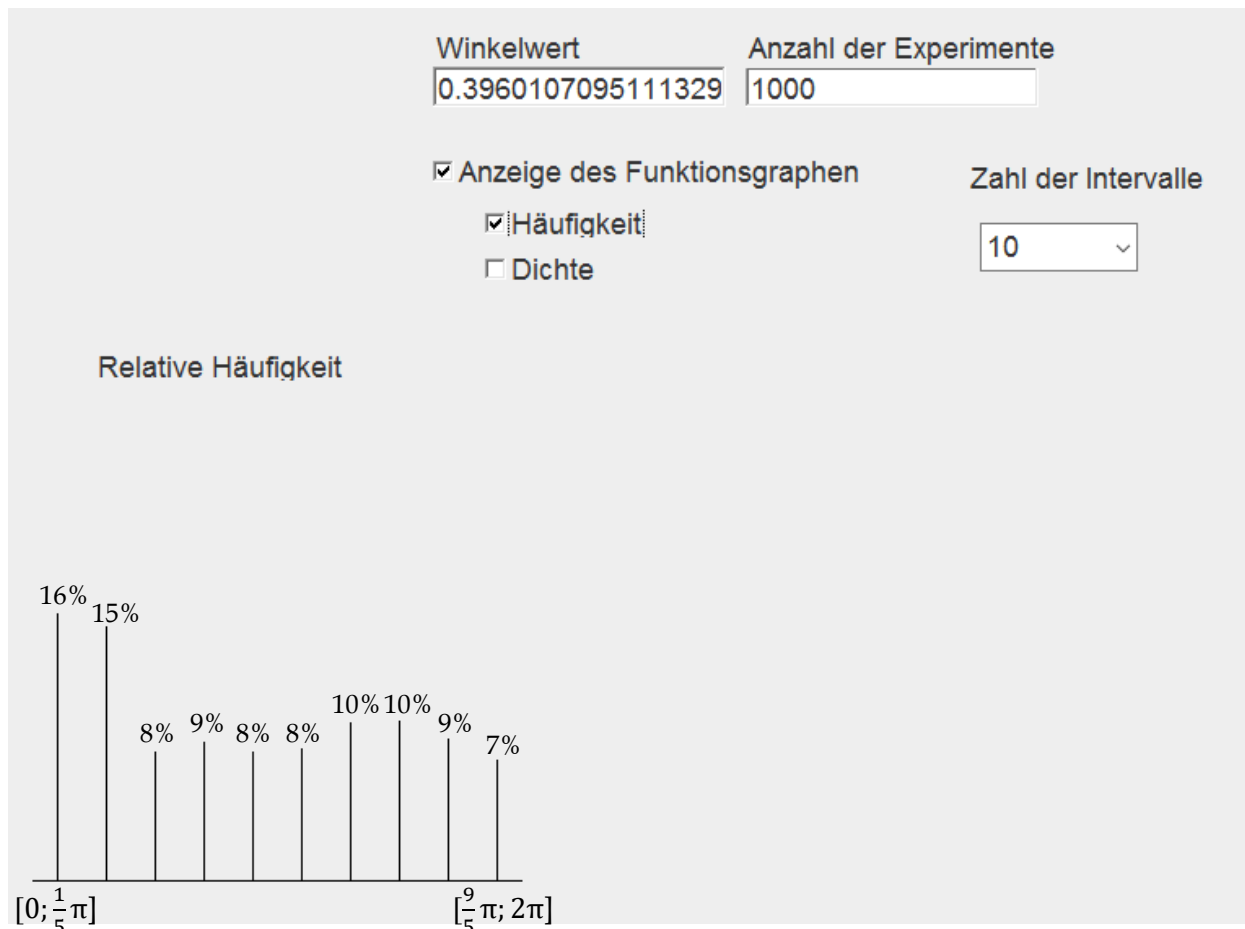 Winkelwert Anzahl der Experimente
0.3960107095111329 1000
Anzeige des Funktionsgraphen
Zahl der Intervalle
Häufigkeit
10
Dichte
Relative Häufigkeit
16% 15% 8% 9% 8% 8% 10% 10% 9% 7%
[0; 1/5 π] [9/5 π; 2π]